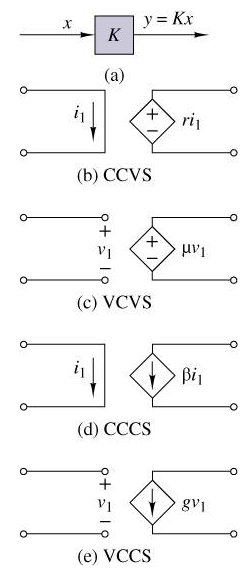 x K y = Kx
(a)
i₁ + − ri₁
(b) CCVS
+ v₁ − + − μv₁
(c) VCVS
i₁ βi₁
(d) CCCS
+ v₁ − gv₁
(e) VCCS